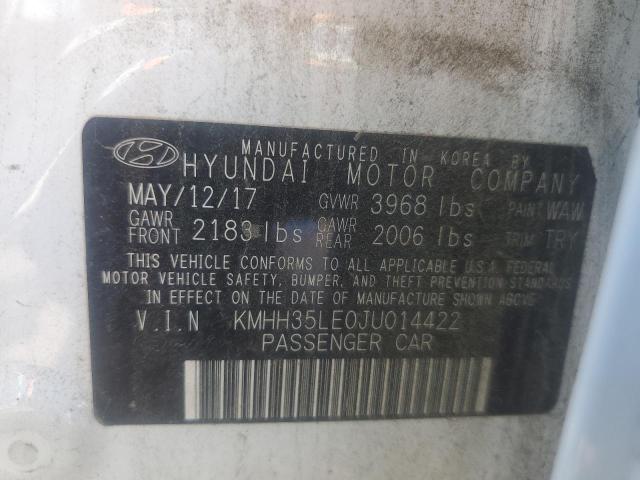 MANUFACTURED IN KOREA BY
HYUNDAI MOTOR COMPANY
MAY/12/17 GVWR 3968 lbs PAINT WAW
GAWR FRONT 2183 lbs GAWR REAR 2006 lbs TRIM TRY
THIS VEHICLE CONFORMS TO ALL APPLICABLE U.S.A. FEDERAL
MOTOR VEHICLE SAFETY, BUMPER, AND THEFT PREVENTION STANDARDS
IN EFFECT ON THE DATE OF MANUFACTURE SHOWN ABOVE.
V.I.N KMHH35LE0JU014422
PASSENGER CAR